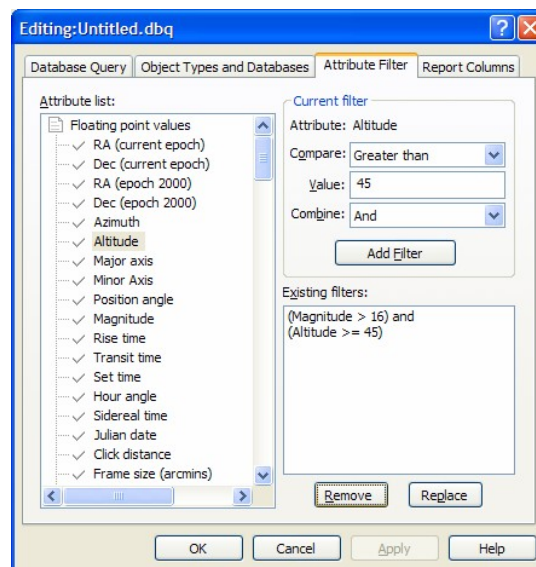 Editing:Untitled.dbq
Database Query
Object Types and Databases
Attribute Filter
Report Columns
Attribute list:
Floating point values
RA (current epoch)
Dec (current epoch)
RA (epoch 2000)
Dec (epoch 2000)
Azimuth
Altitude
Major axis
Minor Axis
Position angle
Magnitude
Rise time
Transit time
Set time
Hour angle
Sidereal time
Julian date
Click distance
Frame size (arcmins)
Current filter
Attribute: Altitude
Compare: Greater than
Value: 45
Combine: And
Add Filter
Existing filters:
(Magnitude > 16) and
(Altitude >= 45)
Remove
Replace
OK
Cancel
Apply
Help